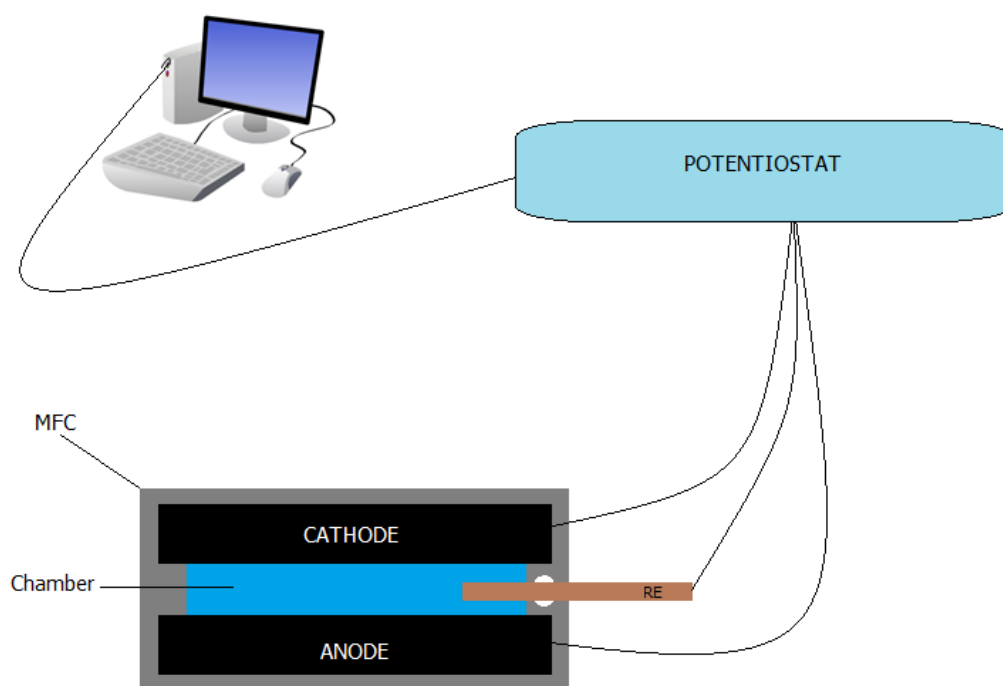 POTENTIOSTAT
MFC
CATHODE
Chamber
RE
ANODE